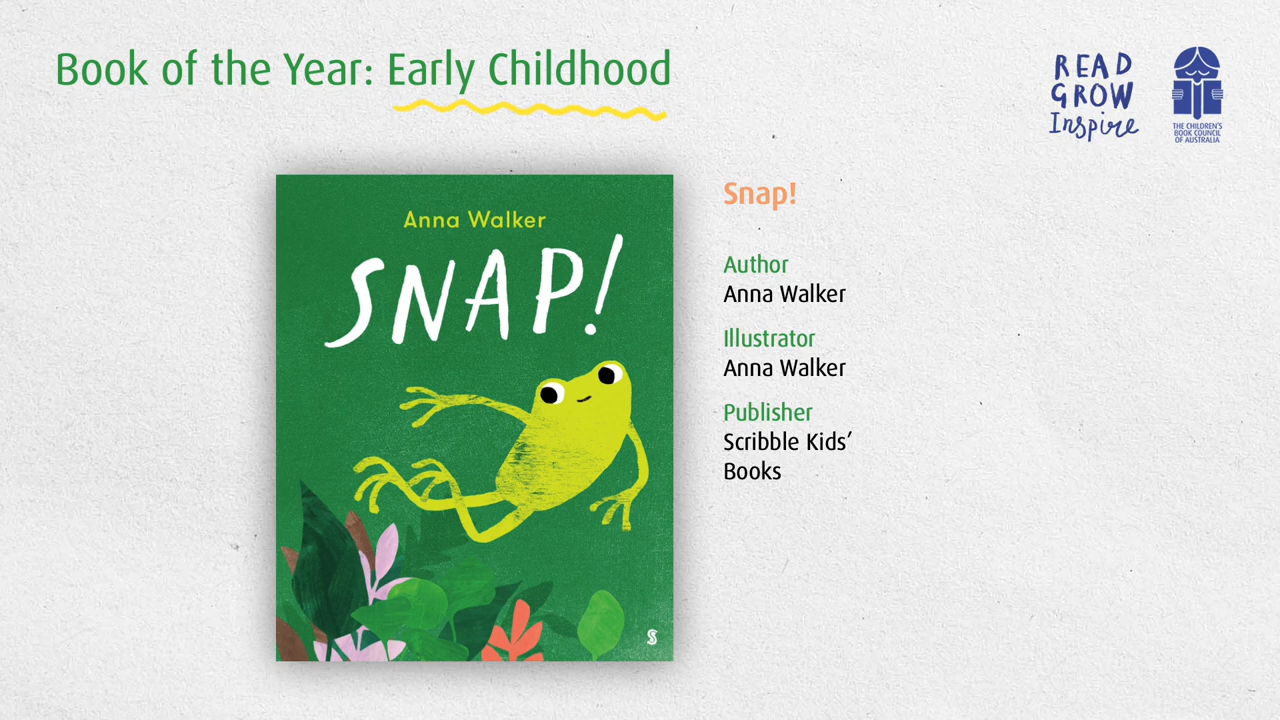 Book of the Year: Early Childhood
READ
GROW
Inspire
THE CHILDREN'S
BOOK COUNCIL
OF AUSTRALIA
Anna Walker
SNAP!
S
Snap!
Author
Anna Walker
Illustrator
Anna Walker
Publisher
Scribble Kids’
Books